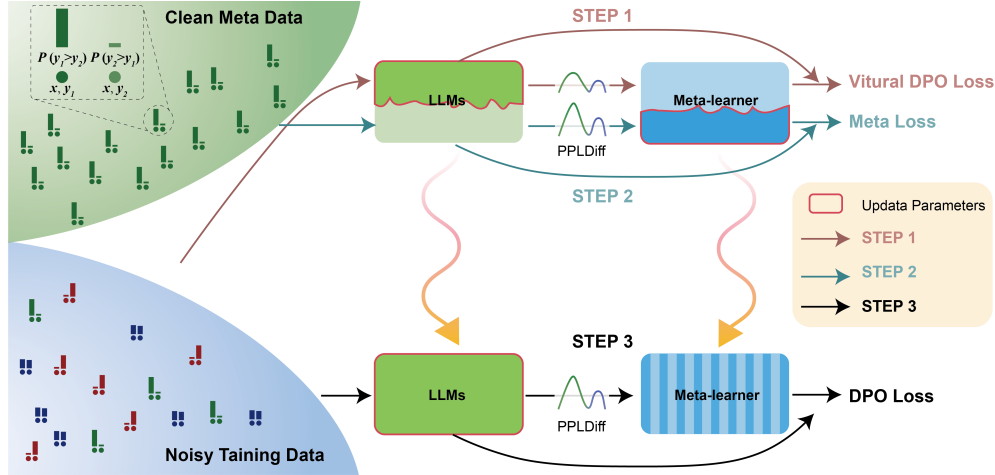 Clean Meta Data
P (y1>y2) P (y2>y1)
x, y1 x, y2
STEP 1
LLMs
PPLDiff
Meta-learner
Vitural DPO Loss
Meta Loss
STEP 2
Updata Parameters
STEP 1
STEP 2
STEP 3
STEP 3
LLMs
PPLDiff
Meta-learner
DPO Loss
Noisy Taining Data